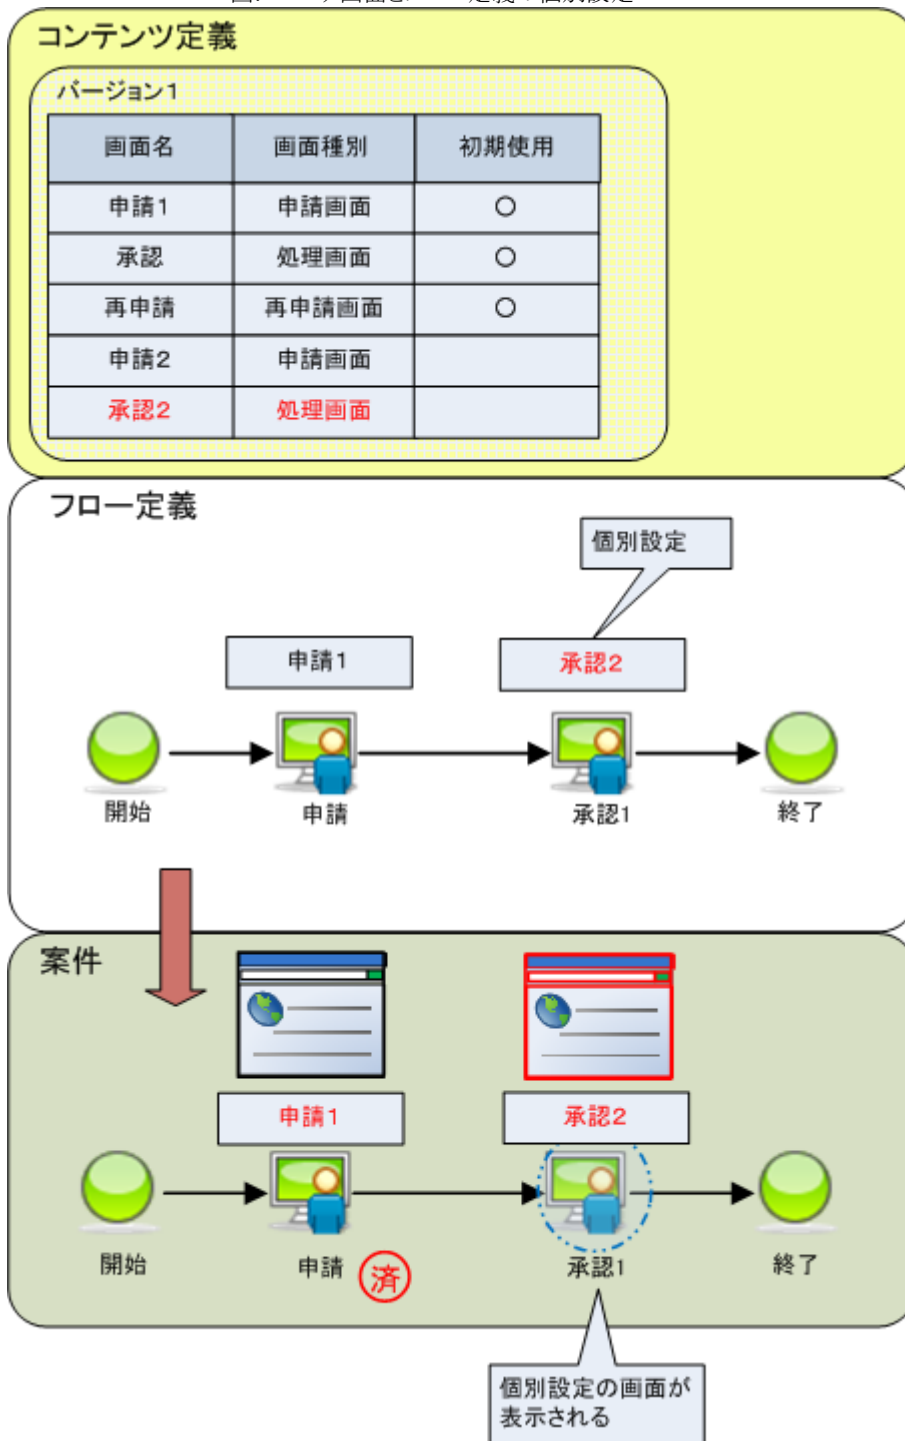 コンテンツ定義
バージョン1
画面名 画面種別 初期使用
申請1 申請画面 ○
承認 処理画面 ○
再申請 再申請画面 ○
申請2 申請画面
承認2 処理画面
フロー定義
個別設定
申請1 承認2
開始 申請 承認1 終了
案件
申請1 承認2
開始 申請 済 承認1 終了
個別設定の画面が
表示される